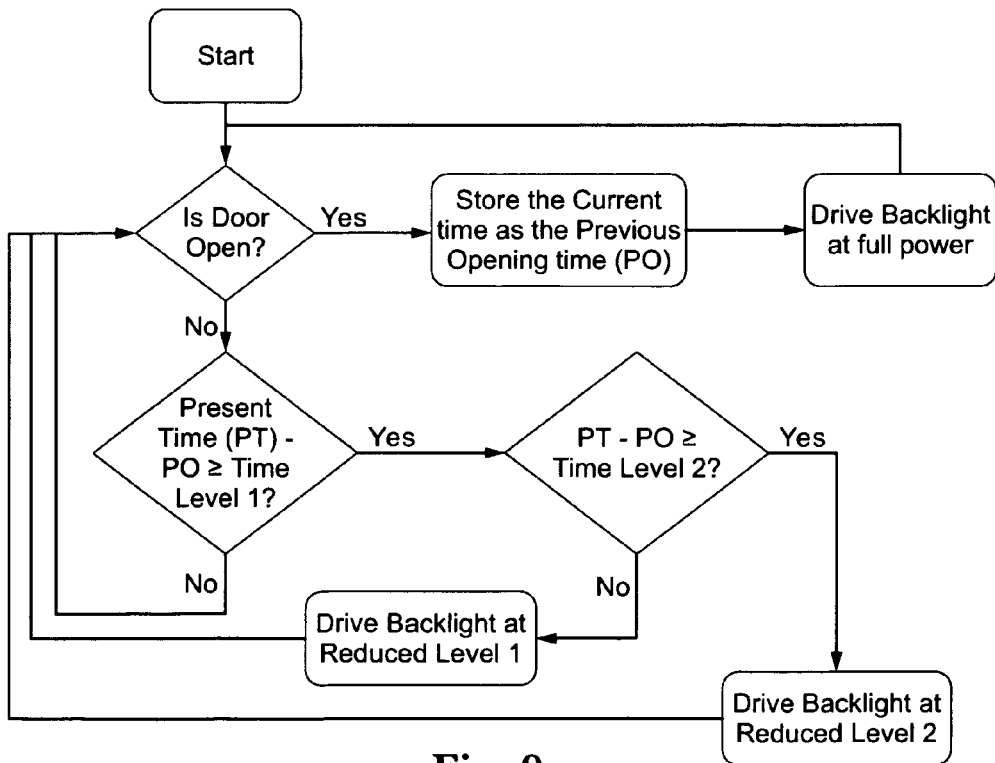 Start
Is Door
Open?
Yes
Store the Current
time as the Previous
Opening time (PO)
Drive Backlight
at full power
No
Present
Time (PT) -
PO ≥ Time
Level 1?
Yes
PT - PO ≥
Time Level 2?
Yes
No
No
Drive Backlight at
Reduced Level 1
Drive Backlight at
Reduced Level 2